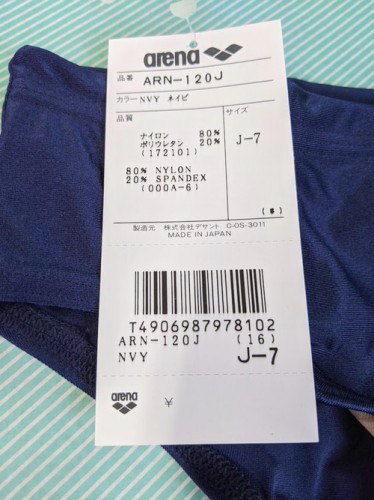 arena
品番 ARN-120J
カラー NVY ネイビ
品質
サイズ
ナイロン 80%
ポリウレタン 20%
(172101)
J-7
80% NYLON
20% SPANDEX
(000A-6)
(#)
製造元 株式会社デサント C-OS-3011
MADE IN JAPAN
T4906987978102
ARN-120J (16)
NVY J-7
arena ¥